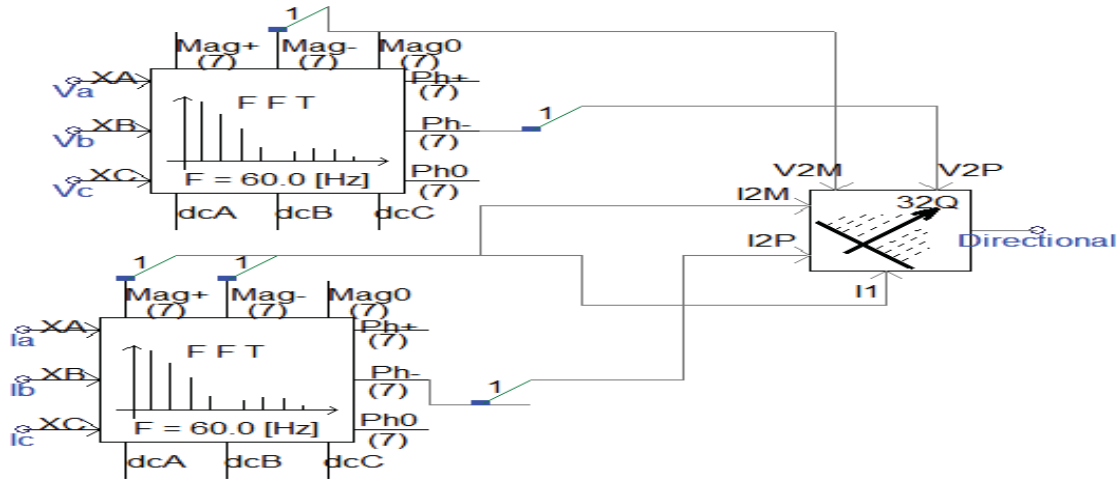 1
Mag+ Mag- Mag0
(7) (7) (7)
Va XA Ph+
(7)
F F T
1
Vb XB Ph-
(7)
Vc XC Ph0
F = 60.0 [Hz] (7)
dcA dcB dcC
V2M V2P
I2M 32Q
I2P Directional
I1
1 1
Mag+ Mag- Mag0
(7) (7) (7)
Ia XA Ph+
(7)
F F T
Ib XB Ph-
(7)
1
Ic XC Ph0
F = 60.0 [Hz] (7)
dcA dcB dcC